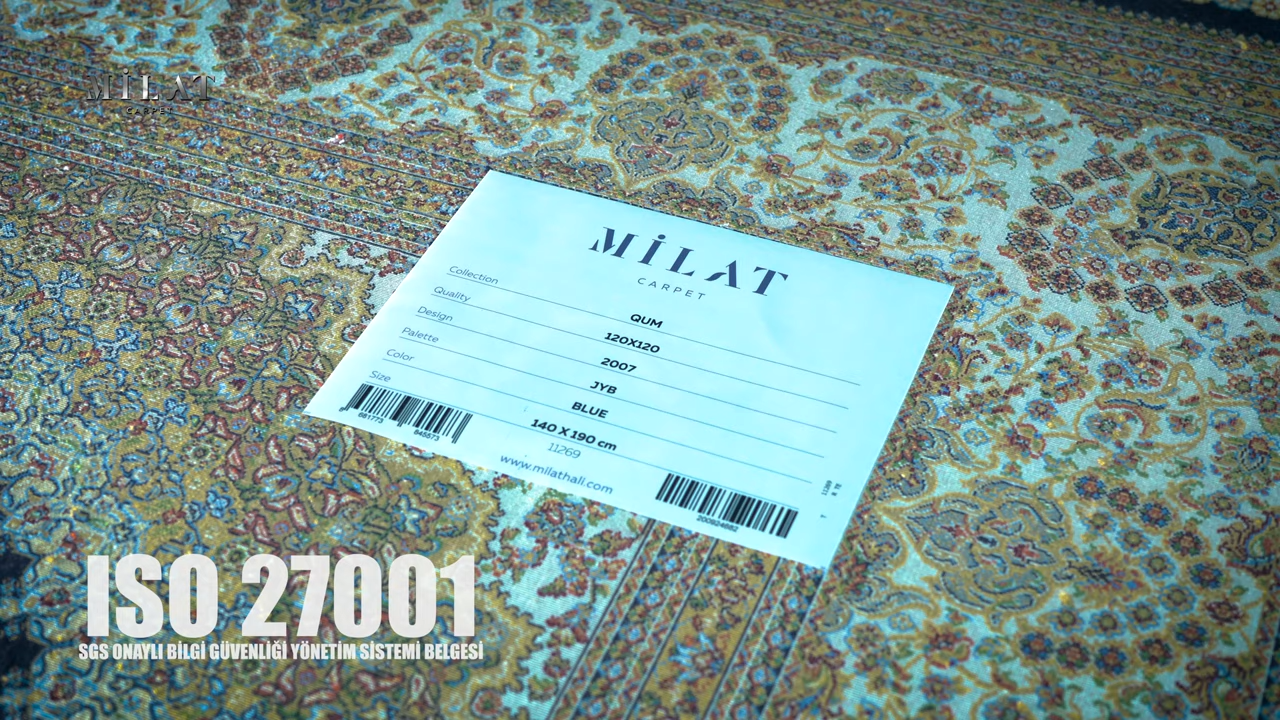 MİLAT
CARPET
MİLAT
CARPET
Collection QUM
Quality 120X120
Design 2007
Palette JYB
Color BLUE
Size 140 X 190 cm
11269
www.milathali.com
200924682
ISO 27001
SGS ONAYLI BİLGİ GÜVENLİĞİ YÖNETİM SİSTEMİ BELGESİ